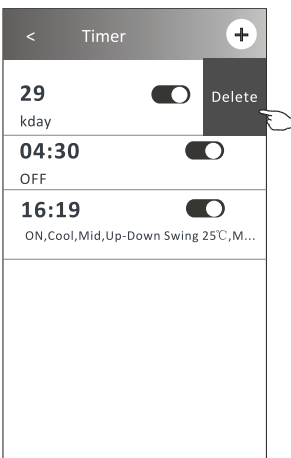 < Timer +
29
kday
Delete
04:30
OFF
16:19
ON,Cool,Mid,Up-Down Swing 25℃,M...